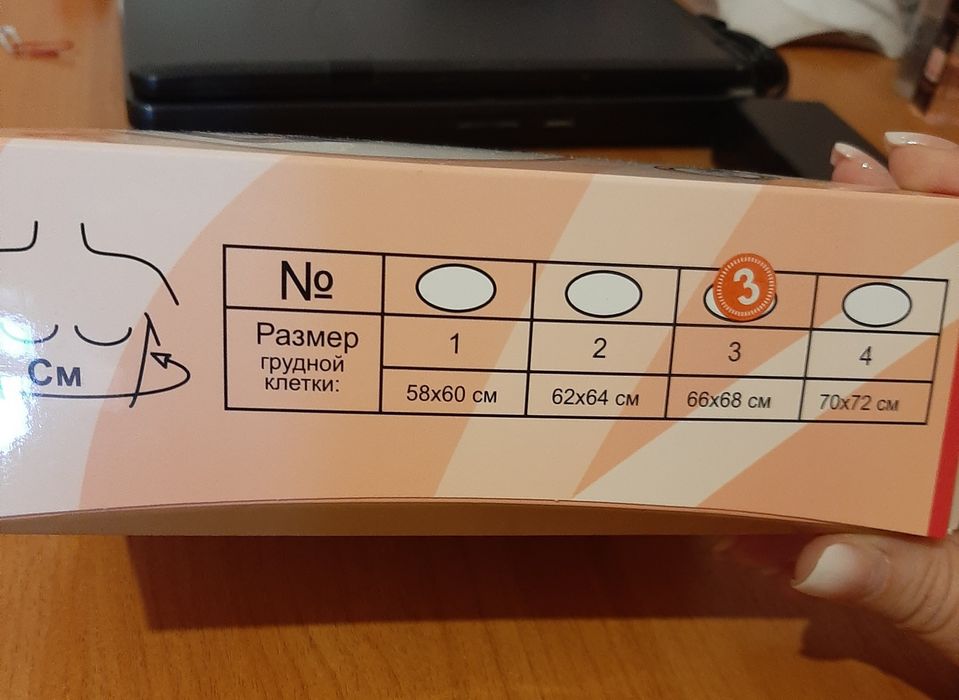 № 3
Размер грудной клетки: 1 2 3 4
58х60 см 62х64 см 66х68 см 70х72 см
см